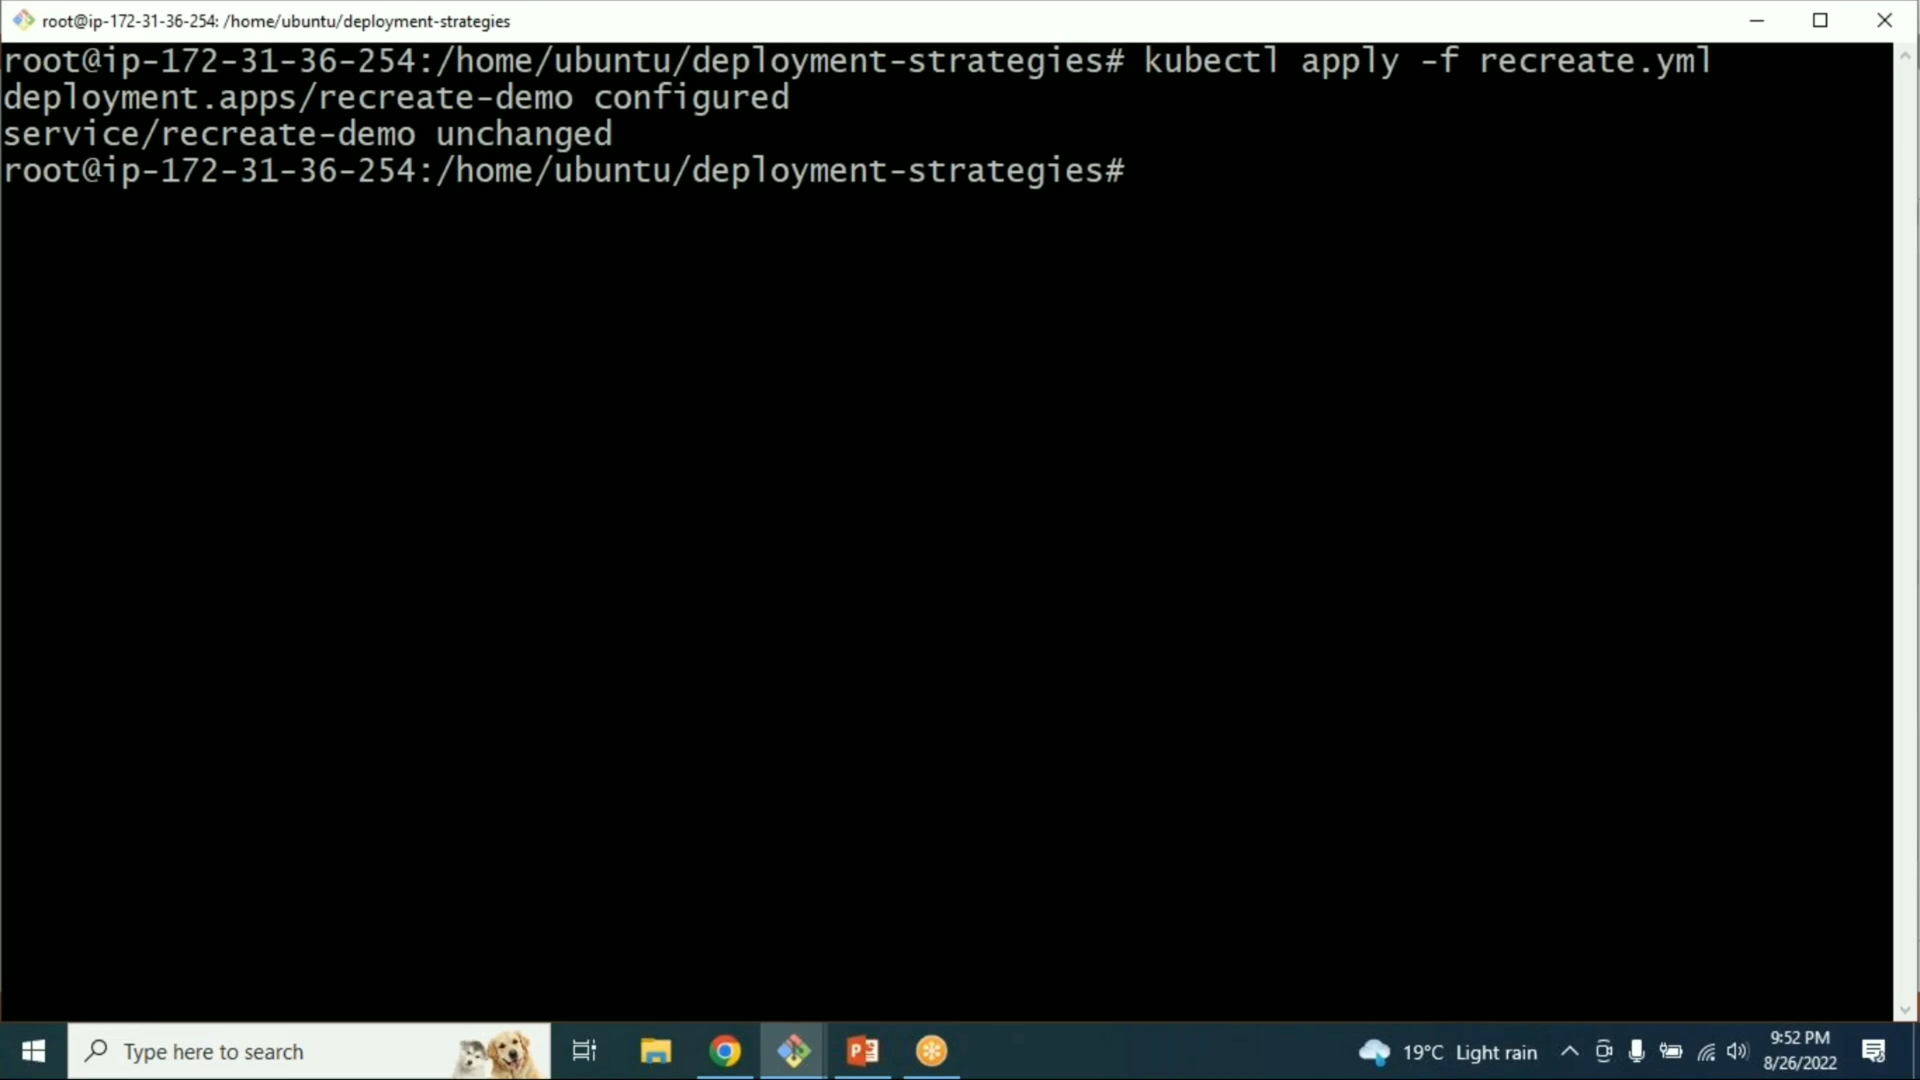 root@ip-172-31-36-254: /home/ubuntu/deployment-strategies
root@ip-172-31-36-254:/home/ubuntu/deployment-strategies# kubectl apply -f recreate.yml
deployment.apps/recreate-demo configured
service/recreate-demo unchanged
root@ip-172-31-36-254:/home/ubuntu/deployment-strategies#
Type here to search
19°C Light rain
9:52 PM
8/26/2022